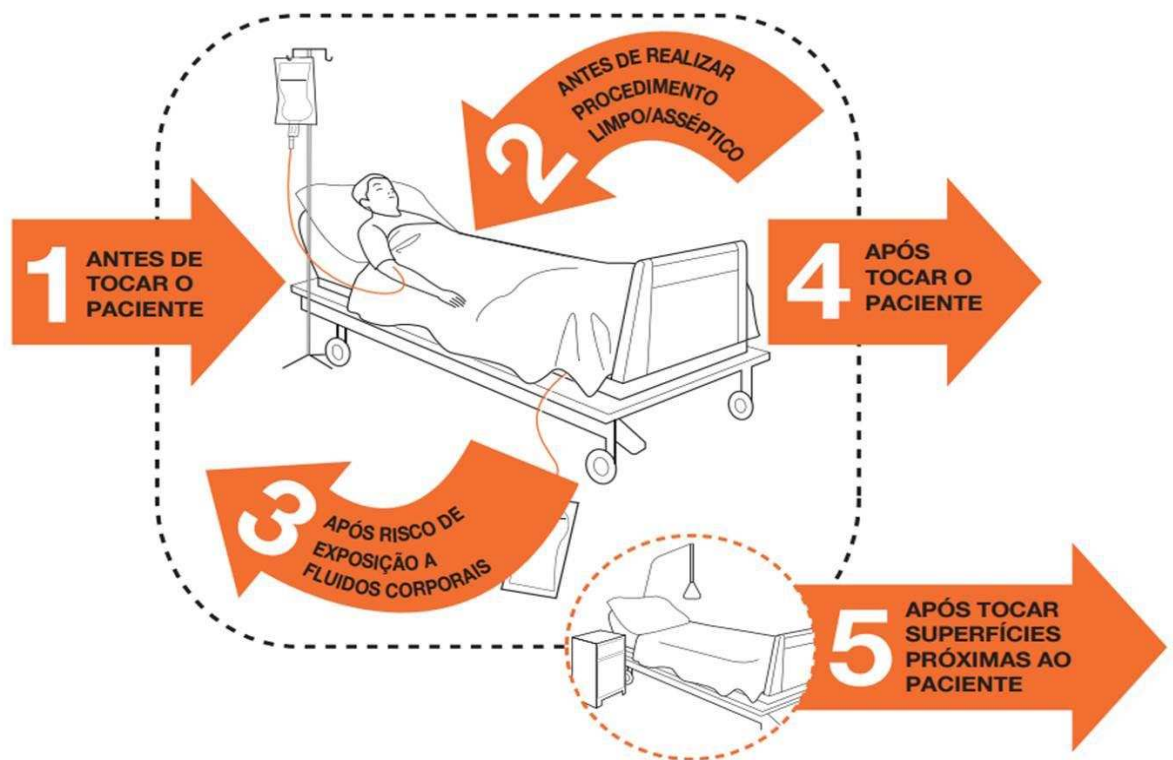 1
ANTES DE
TOCAR O
PACIENTE
2
ANTES DE REALIZAR
PROCEDIMENTO
LIMPO/ASSÉPTICO
3
APÓS RISCO DE
EXPOSIÇÃO A
FLUIDOS CORPORAIS
4
APÓS
TOCAR O
PACIENTE
5
APÓS TOCAR
SUPERFÍCIES
PRÓXIMAS AO
PACIENTE